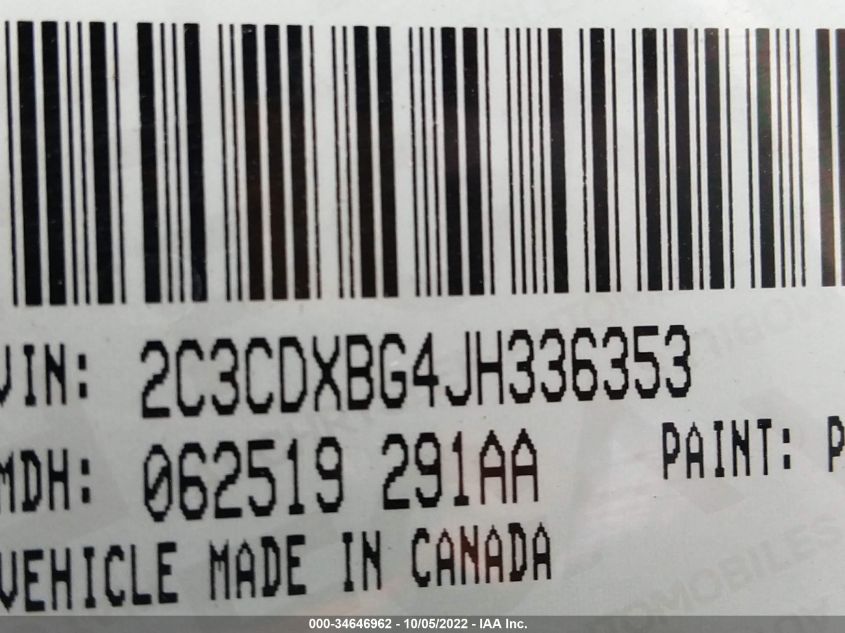 VIN: 2C3CDXBG4JH336353
MDH: 062519 291AA
PAINT: P
VEHICLE MADE IN CANADA
000-34646962 - 10/05/2022 - IAA Inc.